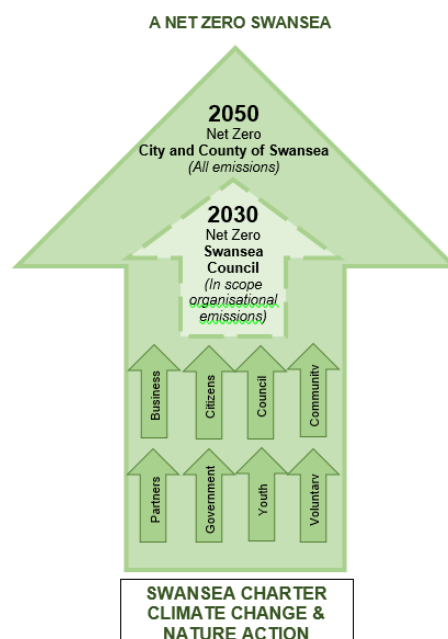 A NET ZERO SWANSEA
2050
Net Zero
City and County of Swansea
(All emissions)
2030
Net Zero
Swansea
Council
(In scope
organisational
emissions)
Business
Citizens
Council
Community
Partners
Government
Youth
Voluntary
SWANSEA CHARTER
CLIMATE CHANGE &
NATURE ACTION